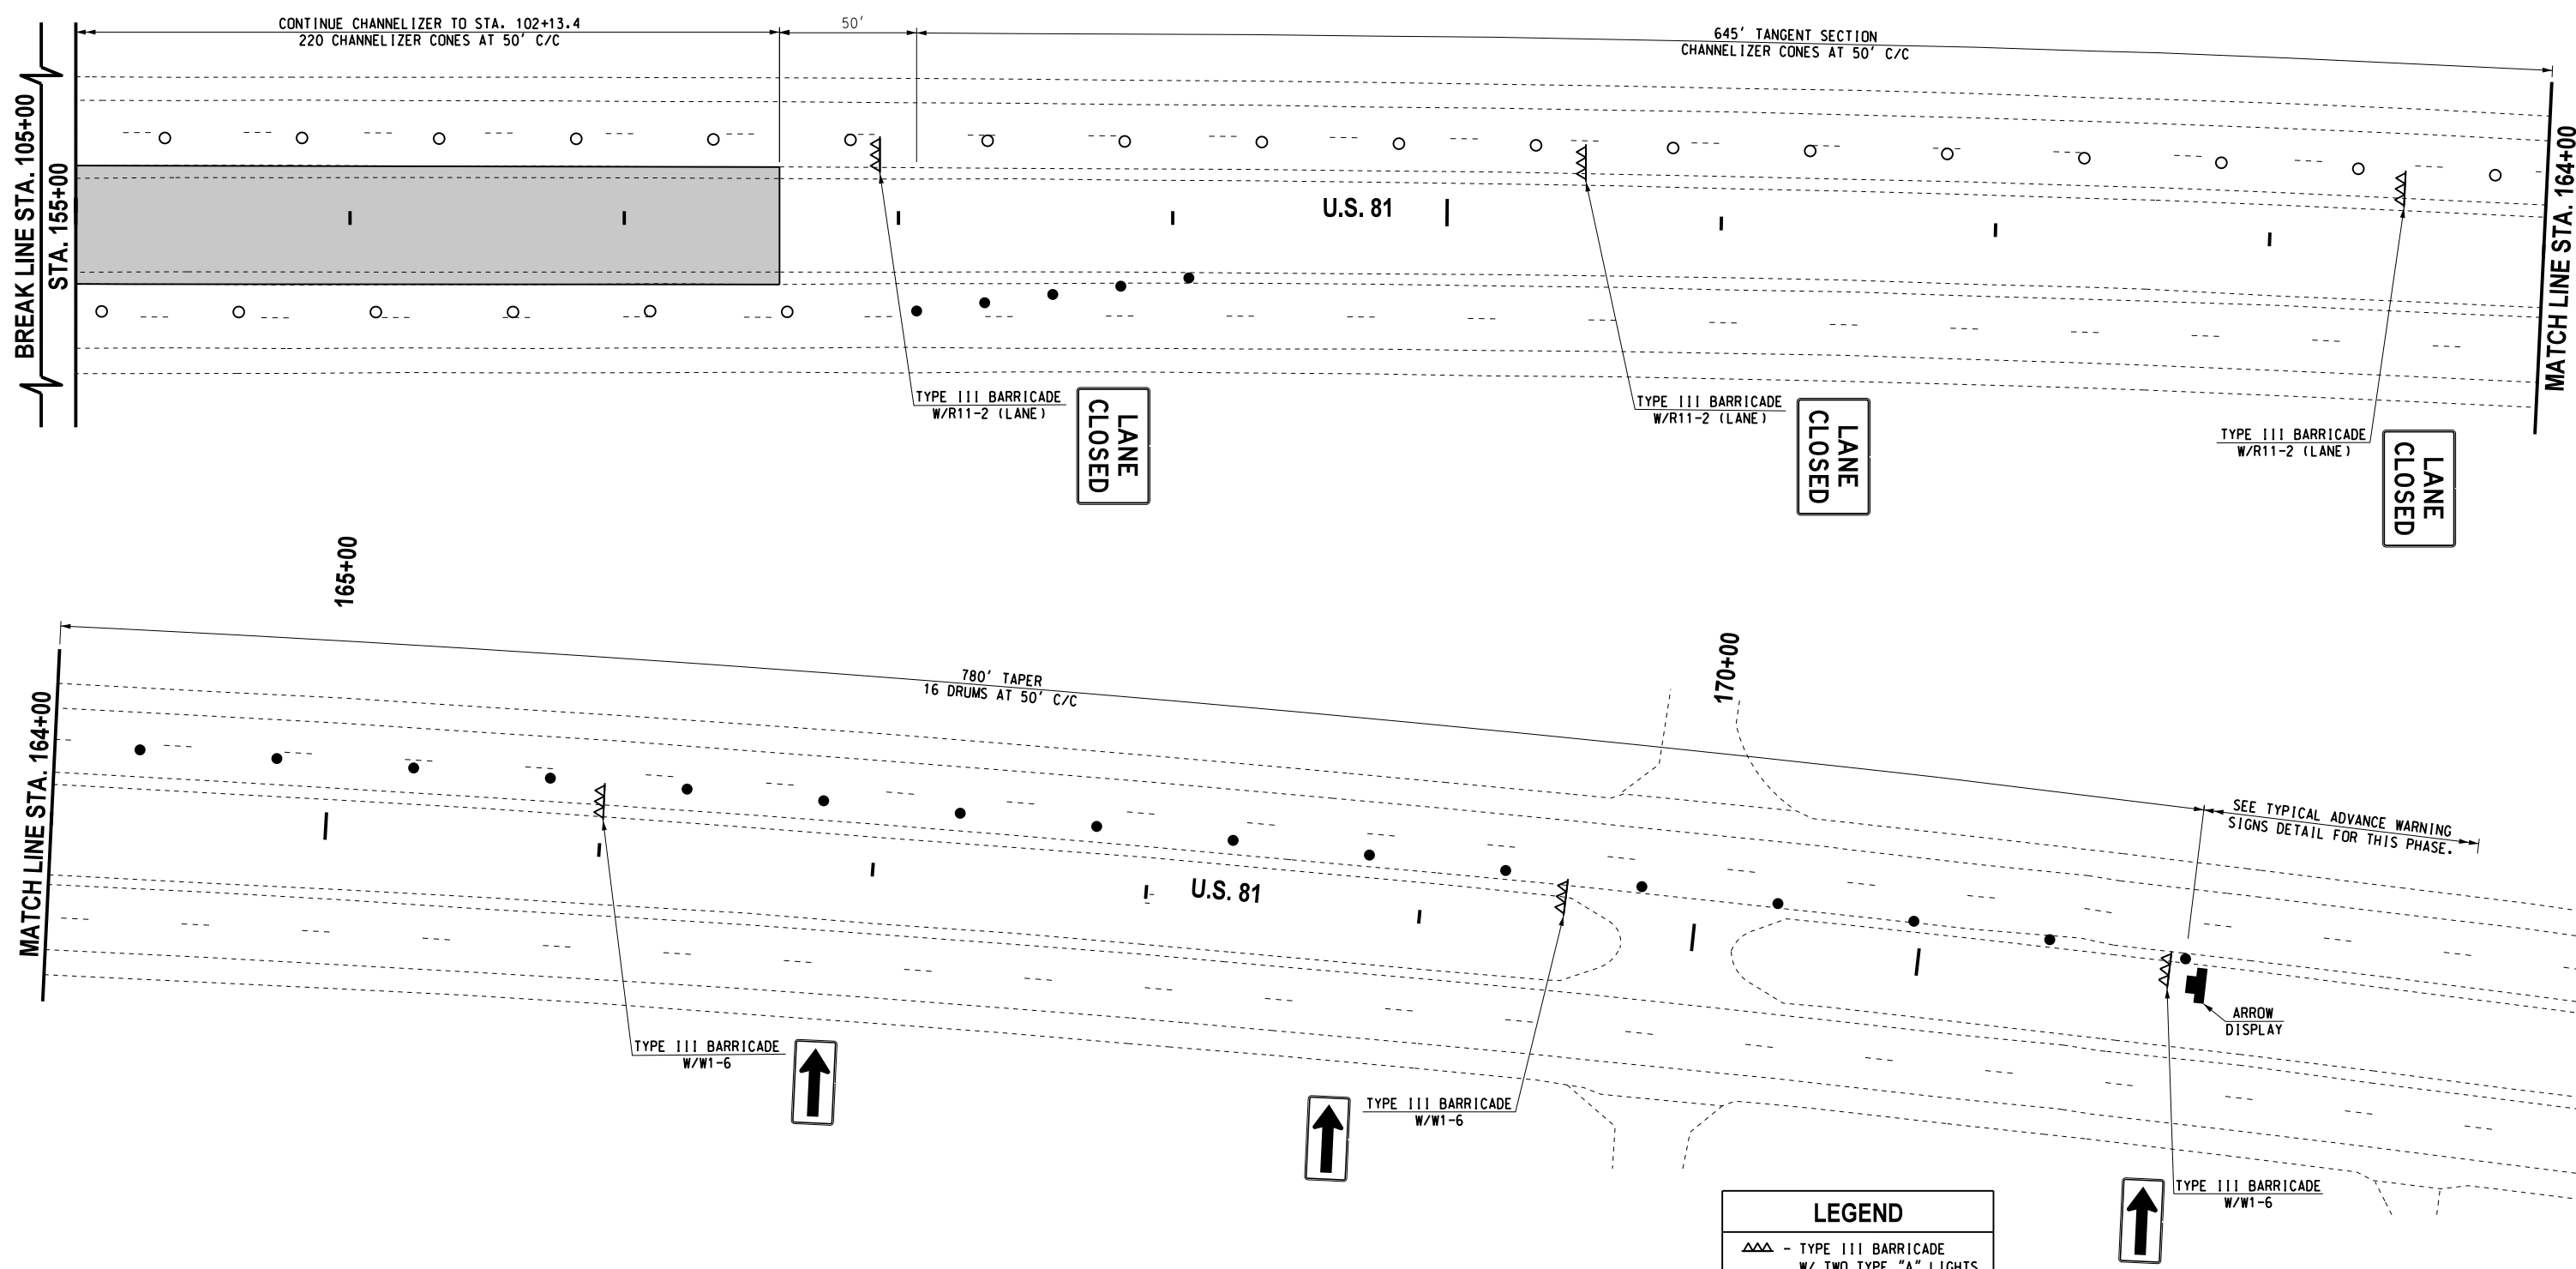 CONTINUE CHANNELIZER TO STA. 102+13.4
220 CHANNELIZER CONES AT 50' C/C
50'
645' TANGENT SECTION
CHANNELIZER CONES AT 50' C/C
BREAK LINE STA. 105+00
STA. 155+00
U.S. 81
MATCH LINE STA. 164+00
TYPE III BARRICADE
W/R11-2 (LANE)
LANE
CLOSED
TYPE III BARRICADE
W/R11-2 (LANE)
LANE
CLOSED
TYPE III BARRICADE
W/R11-2 (LANE)
LANE
CLOSED
165+00
170+00
780' TAPER
16 DRUMS AT 50' C/C
MATCH LINE STA. 164+00
U.S. 81
SEE TYPICAL ADVANCE WARNING
SIGNS DETAIL FOR THIS PHASE.
ARROW
DISPLAY
TYPE III BARRICADE
W/W1-6
TYPE III BARRICADE
W/W1-6
TYPE III BARRICADE
W/W1-6
LEGEND
- TYPE III BARRICADE
W/ TWO TYPE "A" LIGHTS